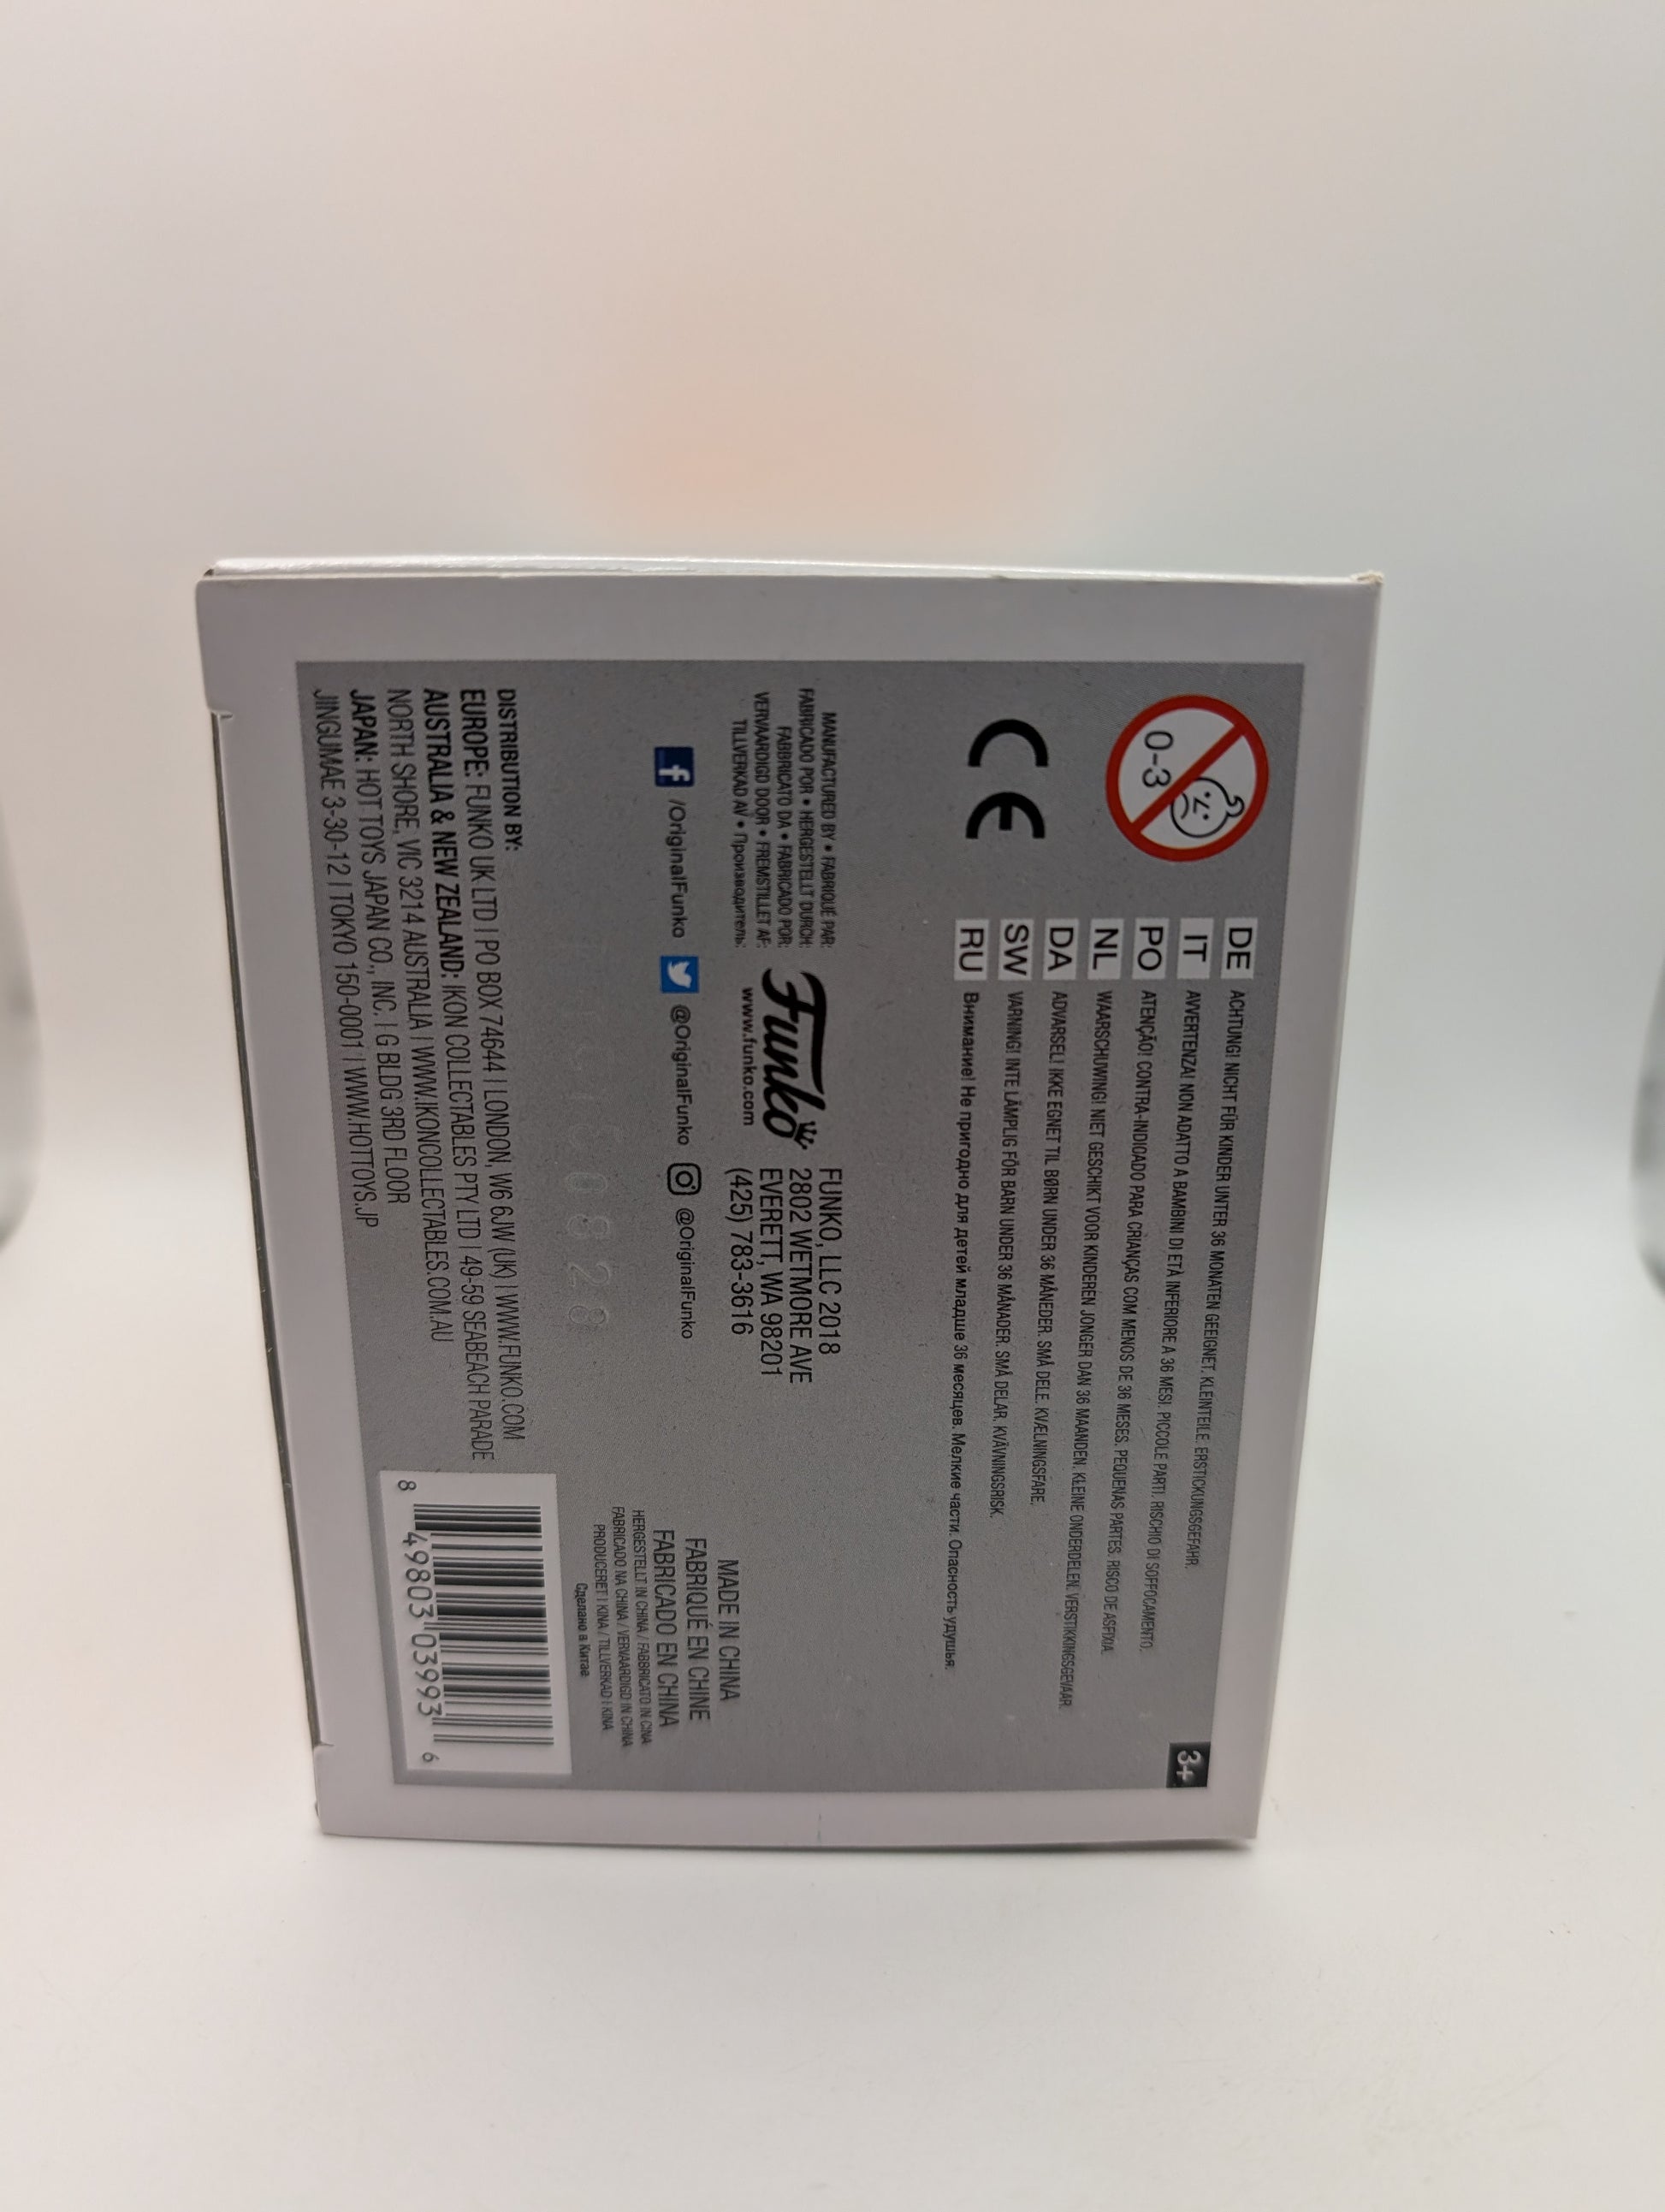 0-3
DE ACHTUNG! NICHT FÜR KINDER UNTER 36 MONATEN GEEIGNET. KLEINTEILE. ERSTICKUNGSGEFAHR.
IT AVVERTENZA! NON ADATTO A BAMBINI DI ETÀ INFERIORE A 36 MESI. PICCOLE PARTI. RISCHIO DI SOFFOCAMENTO.
PO ATENÇÃO! CONTRA-INDICADO PARA CRIANÇAS COM MENOS DE 36 MESES. PEQUENAS PARTES. RISCO DE ASFIXIA.
NL WAARSCHUWING! NIET GESCHIKT VOOR KINDEREN JONGER DAN 36 MAANDEN. KLEINE ONDERDELEN. VERSTIKKINGSGEVAAR.
DA ADVARSEL! IKKE EGNET TIL BØRN UNDER 36 MÅNEDER. SMÅ DELE. KVÆLNINGSFARE.
SW VARNING! INTE LÄMPLIG FÖR BARN UNDER 36 MÅNADER. SMÅ DELAR. KVÄVNINGSRISK.
RU Внимание! Не пригодно для детей младше 36 месяцев. Мелкие части. Опасность удушья.
3+
CE
MANUFACTURED BY • FABRIQUÉ PAR:
FABRICADO POR • HERGESTELLT DURCH:
FABBRICATO DA • FABRICADO POR:
VERVAARDIGD DOOR • FREMSTILLET AF:
TILLVERKAD AV • Производитель:
Funko
www.funko.com
FUNKO, LLC 2018
2802 WETMORE AVE
EVERETT, WA 98201
(425) 783-3616
/OriginalFunko @OriginalFunko @OriginalFunko
MADE IN CHINA
FABRIQUÉ EN CHINE
FABRICADO EN CHINA
HERGESTELLT IN CHINA / FABBRICATO IN CINA
FABRICADO NA CHINA / VERVAARDIGD IN CHINA
PRODUCERET I KINA / TILLVERKAD I KINA
Сделано в Китае
DISTRIBUTION BY:
EUROPE: FUNKO UK LTD | PO BOX 74644 | LONDON, W6 6JW (UK) | WWW.FUNKO.COM
AUSTRALIA & NEW ZEALAND: IKON COLLECTABLES PTY LTD | 49-59 SEABEACH PARADE
NORTH SHORE, VIC 3214 AUSTRALIA | WWW.IKONCOLLECTABLES.COM.AU
JAPAN: HOT TOYS JAPAN CO., INC. | G BLDG 3RD FLOOR
JINGUMAE 3-30-12 | TOKYO 150-0001 | WWW.HOTTOYS.JP
8 49803 03993 6